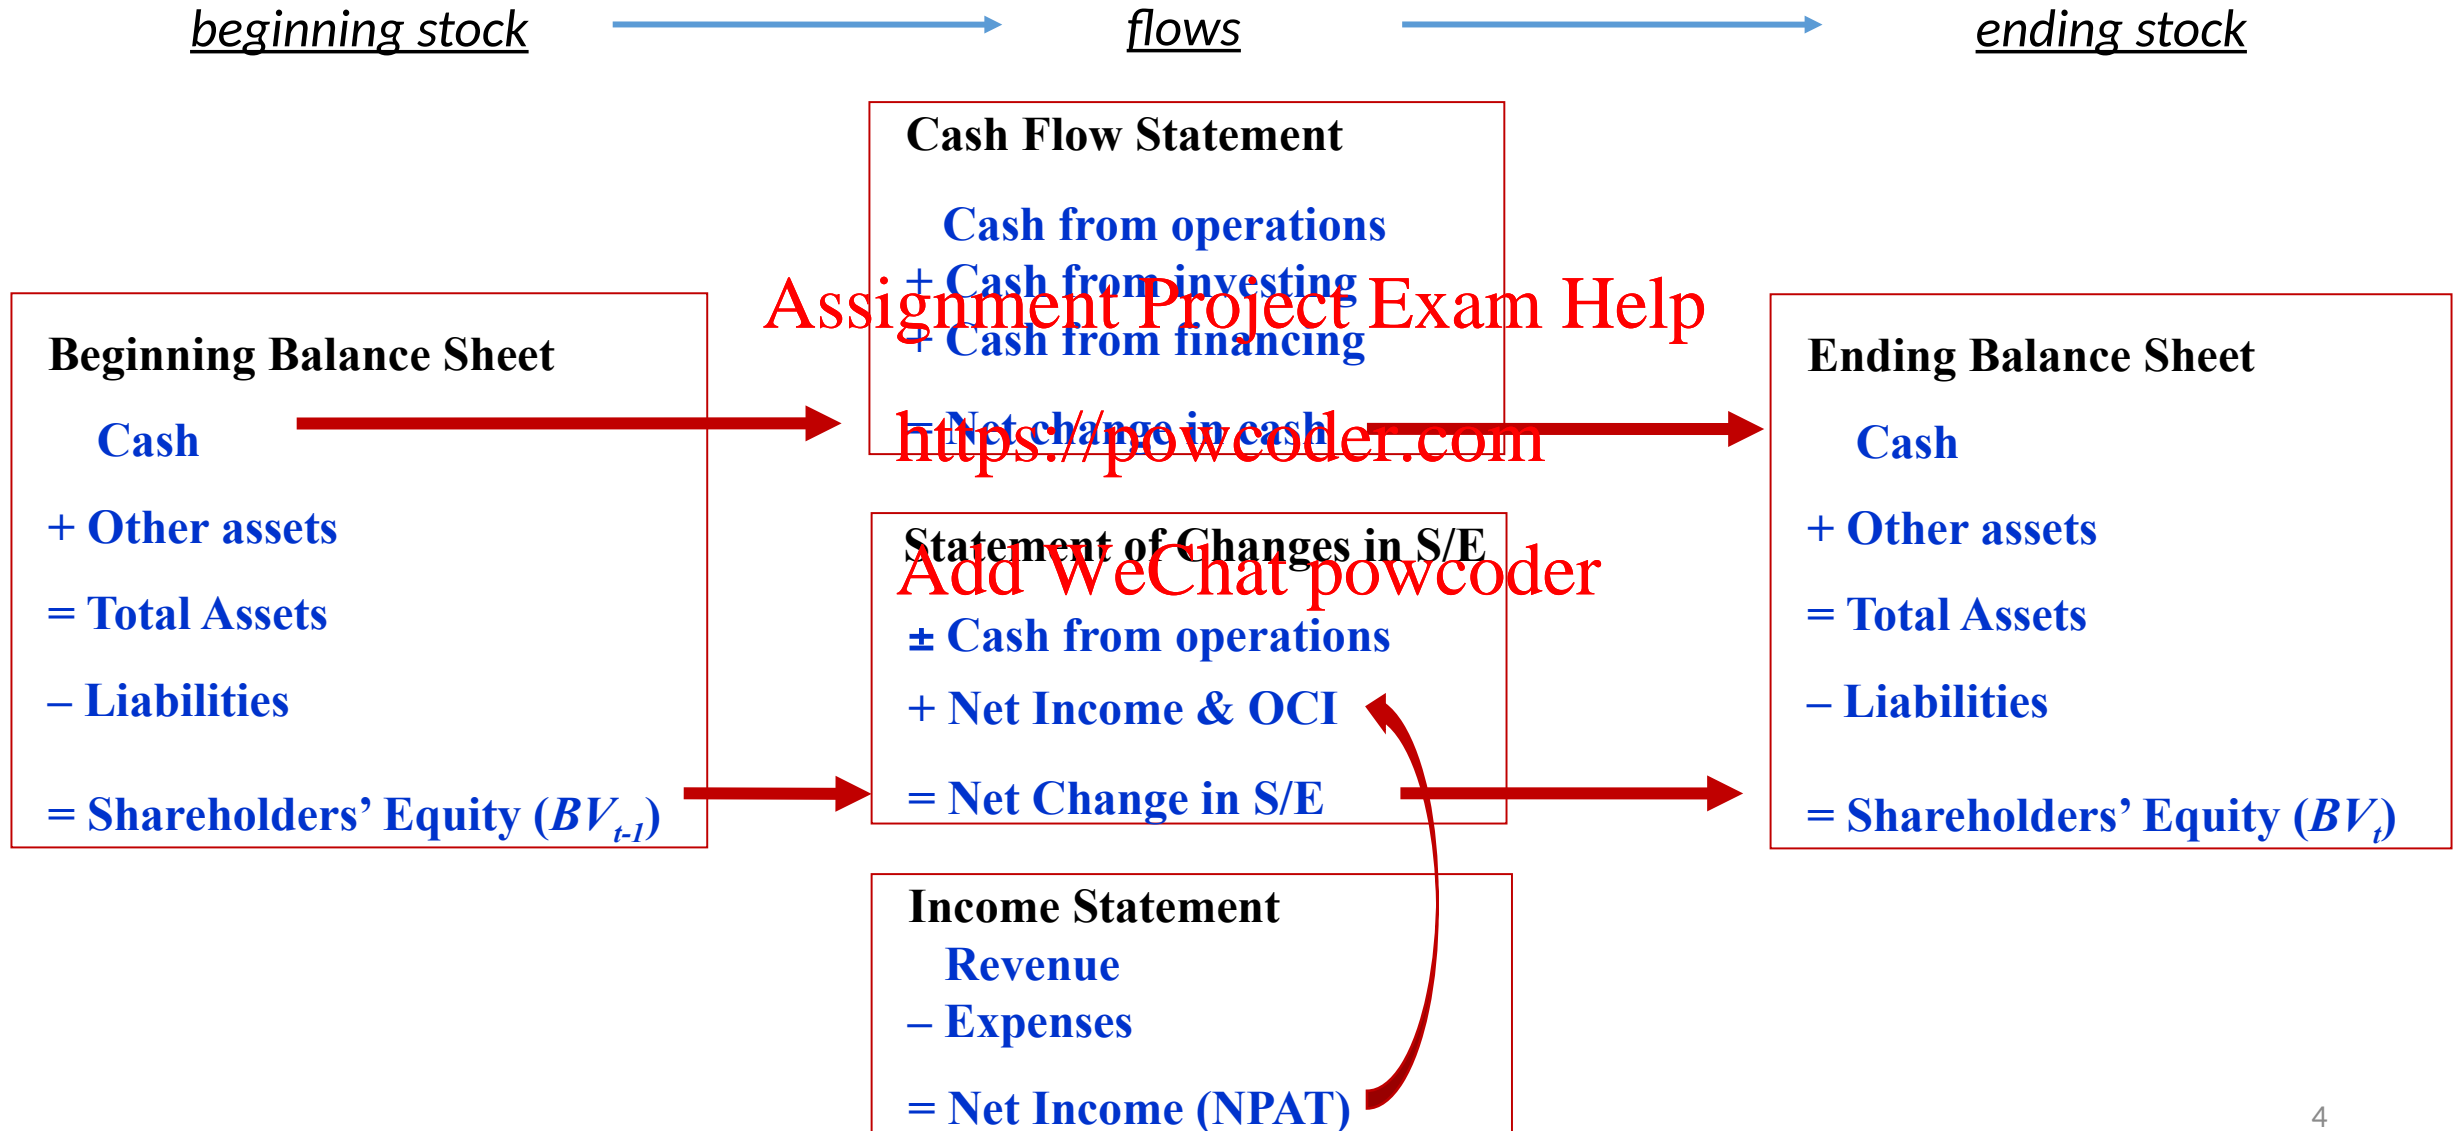 beginning stock
flows
ending stock
Cash Flow Statement
Cash from operations
+ Cash from investing
+ Cash from financing
= Net change in cash
Assignment Project Exam Help
https://powcoder.com
Add WeChat powcoder
Beginning Balance Sheet
Cash
+ Other assets
= Total Assets
– Liabilities
= Shareholders’ Equity (BVt-1)
Statement of Changes in S/E
± Cash from operations
+ Net Income & OCI
= Net Change in S/E
Income Statement
Revenue
– Expenses
= Net Income (NPAT)
Ending Balance Sheet
Cash
+ Other assets
= Total Assets
– Liabilities
= Shareholders’ Equity (BVt)
4